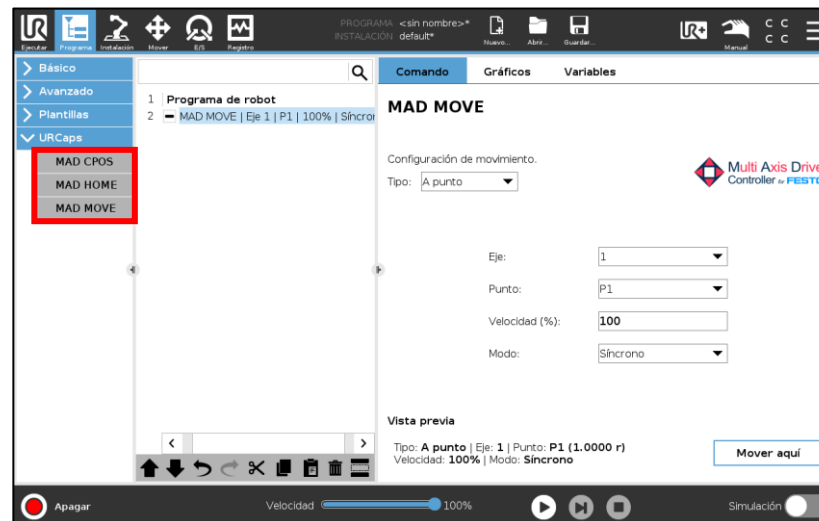 PROGRAMA <sin nombre>*
INSTALACIÓN default*
Ejecutar Programa Instalación Mover E/S Registro Nuevo... Abrir... Guardar... Manual
C C
C C
Básico
Avanzado
Plantillas
URCaps
MAD CPOS
MAD HOME
MAD MOVE
1 Programa de robot
2 MAD MOVE | Eje 1 | P1 | 100% | Síncror
Comando Gráficos Variables
MAD MOVE
Configuración de movimiento.
Tipo: A punto
Multi Axis Drive
Controller for FESTO
Eje: 1
Punto: P1
Velocidad (%): 100
Modo: Síncrono
Vista previa
Tipo: A punto | Eje: 1 | Punto: P1 (1.0000 r)
Velocidad: 100% | Modo: Síncrono
Mover aquí
Apagar Velocidad 100% Simulación